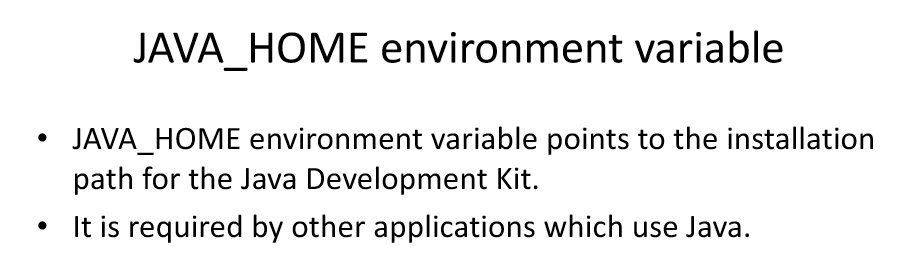 JAVA_HOME environment variable
• JAVA_HOME environment variable points to the installation
path for the Java Development Kit.
• It is required by other applications which use Java.